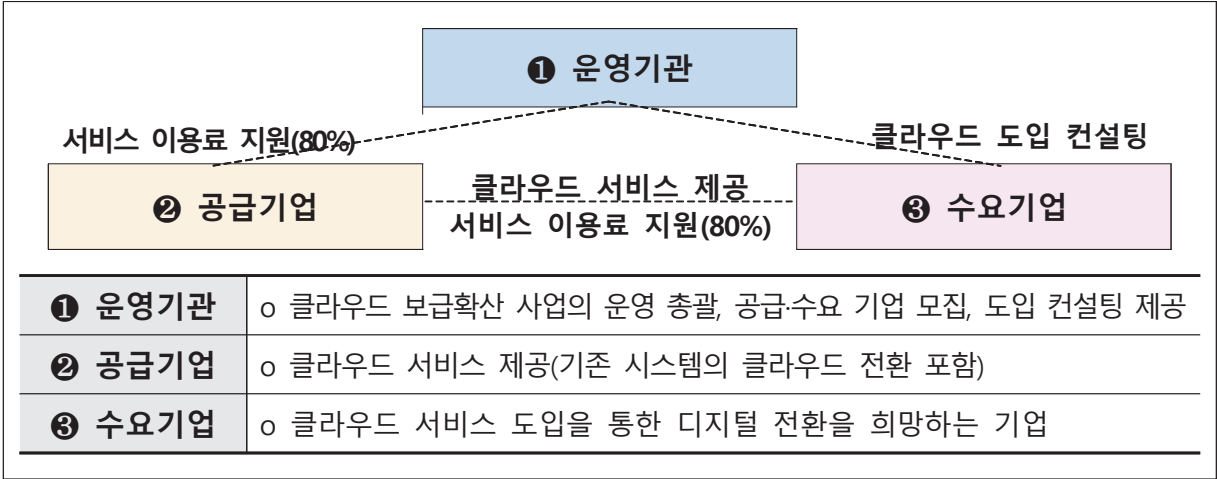 ❶ 운영기관
서비스 이용료 지원(80%)
클라우드 도입 컨설팅
❷ 공급기업
클라우드 서비스 제공
서비스 이용료 지원(80%)
❸ 수요기업
❶ 운영기관 o 클라우드 보급확산 사업의 운영 총괄, 공급·수요 기업 모집, 도입 컨설팅 제공
❷ 공급기업 o 클라우드 서비스 제공(기존 시스템의 클라우드 전환 포함)
❸ 수요기업 o 클라우드 서비스 도입을 통한 디지털 전환을 희망하는 기업